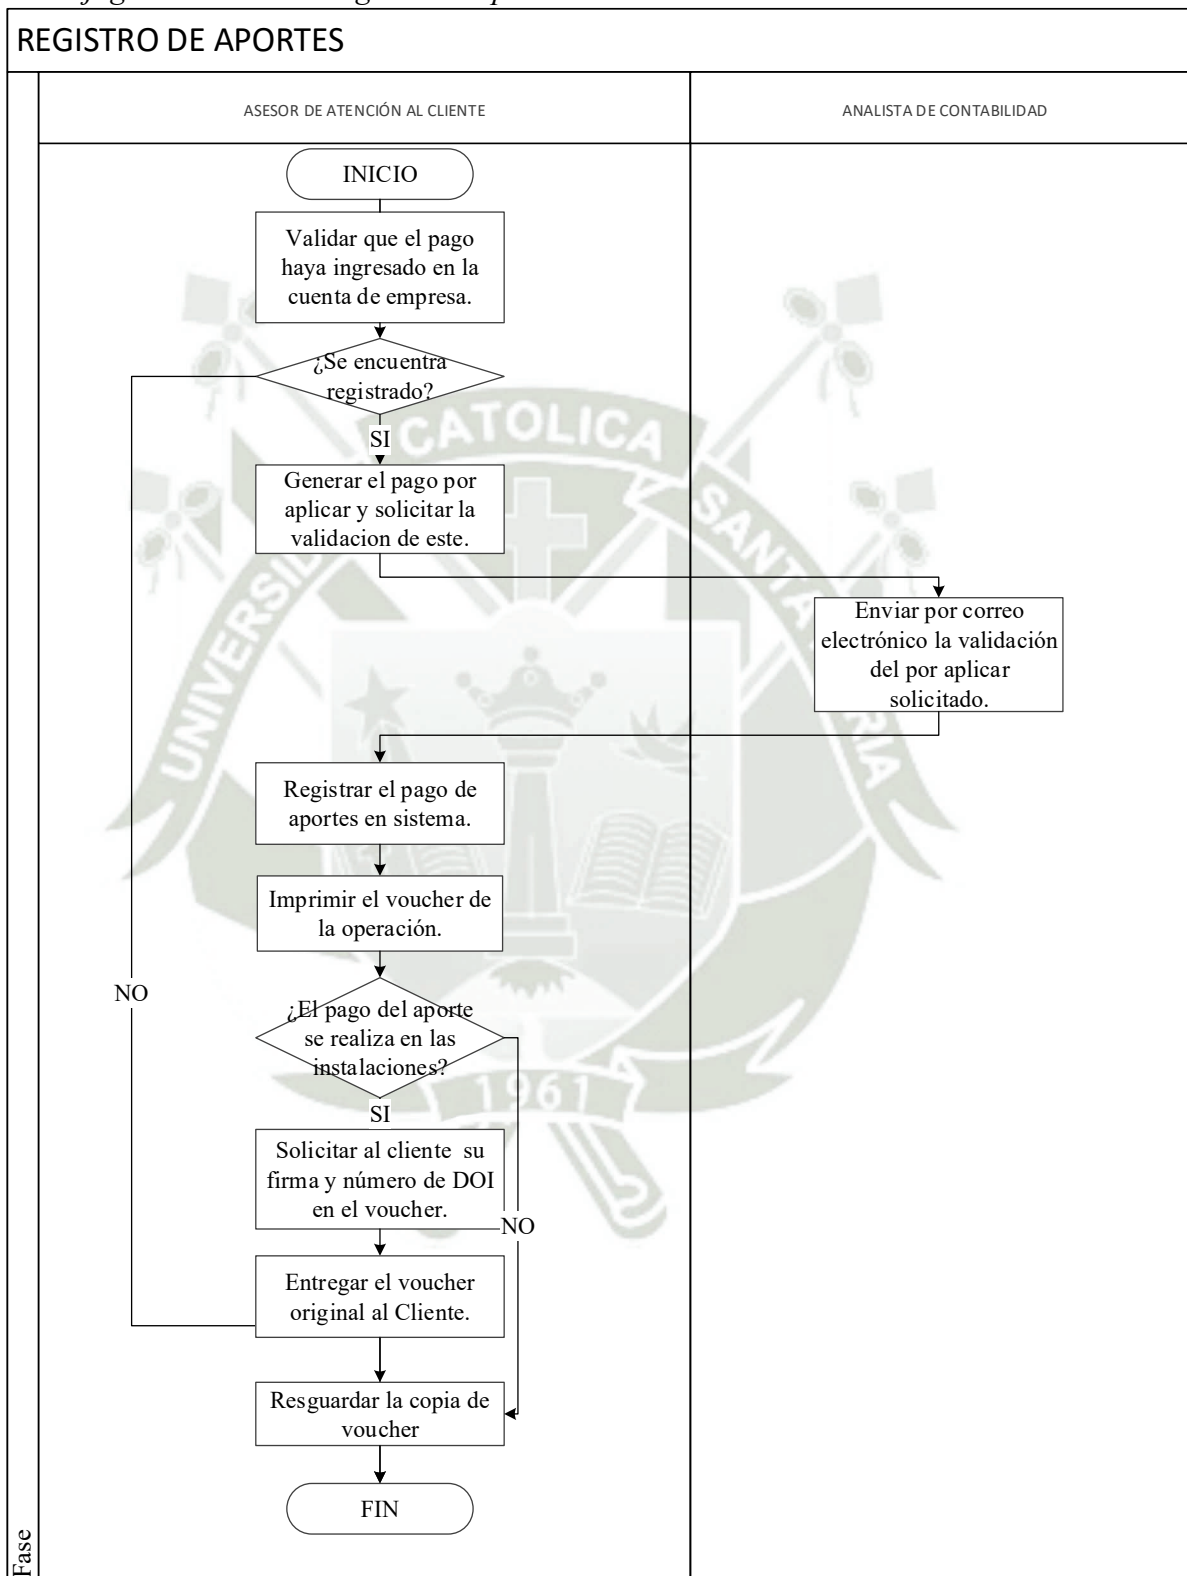 REGISTRO DE APORTES
ASESOR DE ATENCIÓN AL CLIENTE
ANALISTA DE CONTABILIDAD
INICIO
Validar que el pago
haya ingresado en la
cuenta de empresa.
¿Se encuentra
registrado?
SI
Generar el pago por
aplicar y solicitar la
validacion de este.
Enviar por correo
electrónico la validación
del por aplicar
solicitado.
Registrar el pago de
aportes en sistema.
Imprimir el voucher de
la operación.
NO
¿El pago del aporte
se realiza en las
instalaciones?
SI
Solicitar al cliente su
firma y número de DOI
en el voucher.
NO
Entregar el voucher
original al Cliente.
Resguardar la copia de
voucher
FIN
Fase
CATOLICA
1961